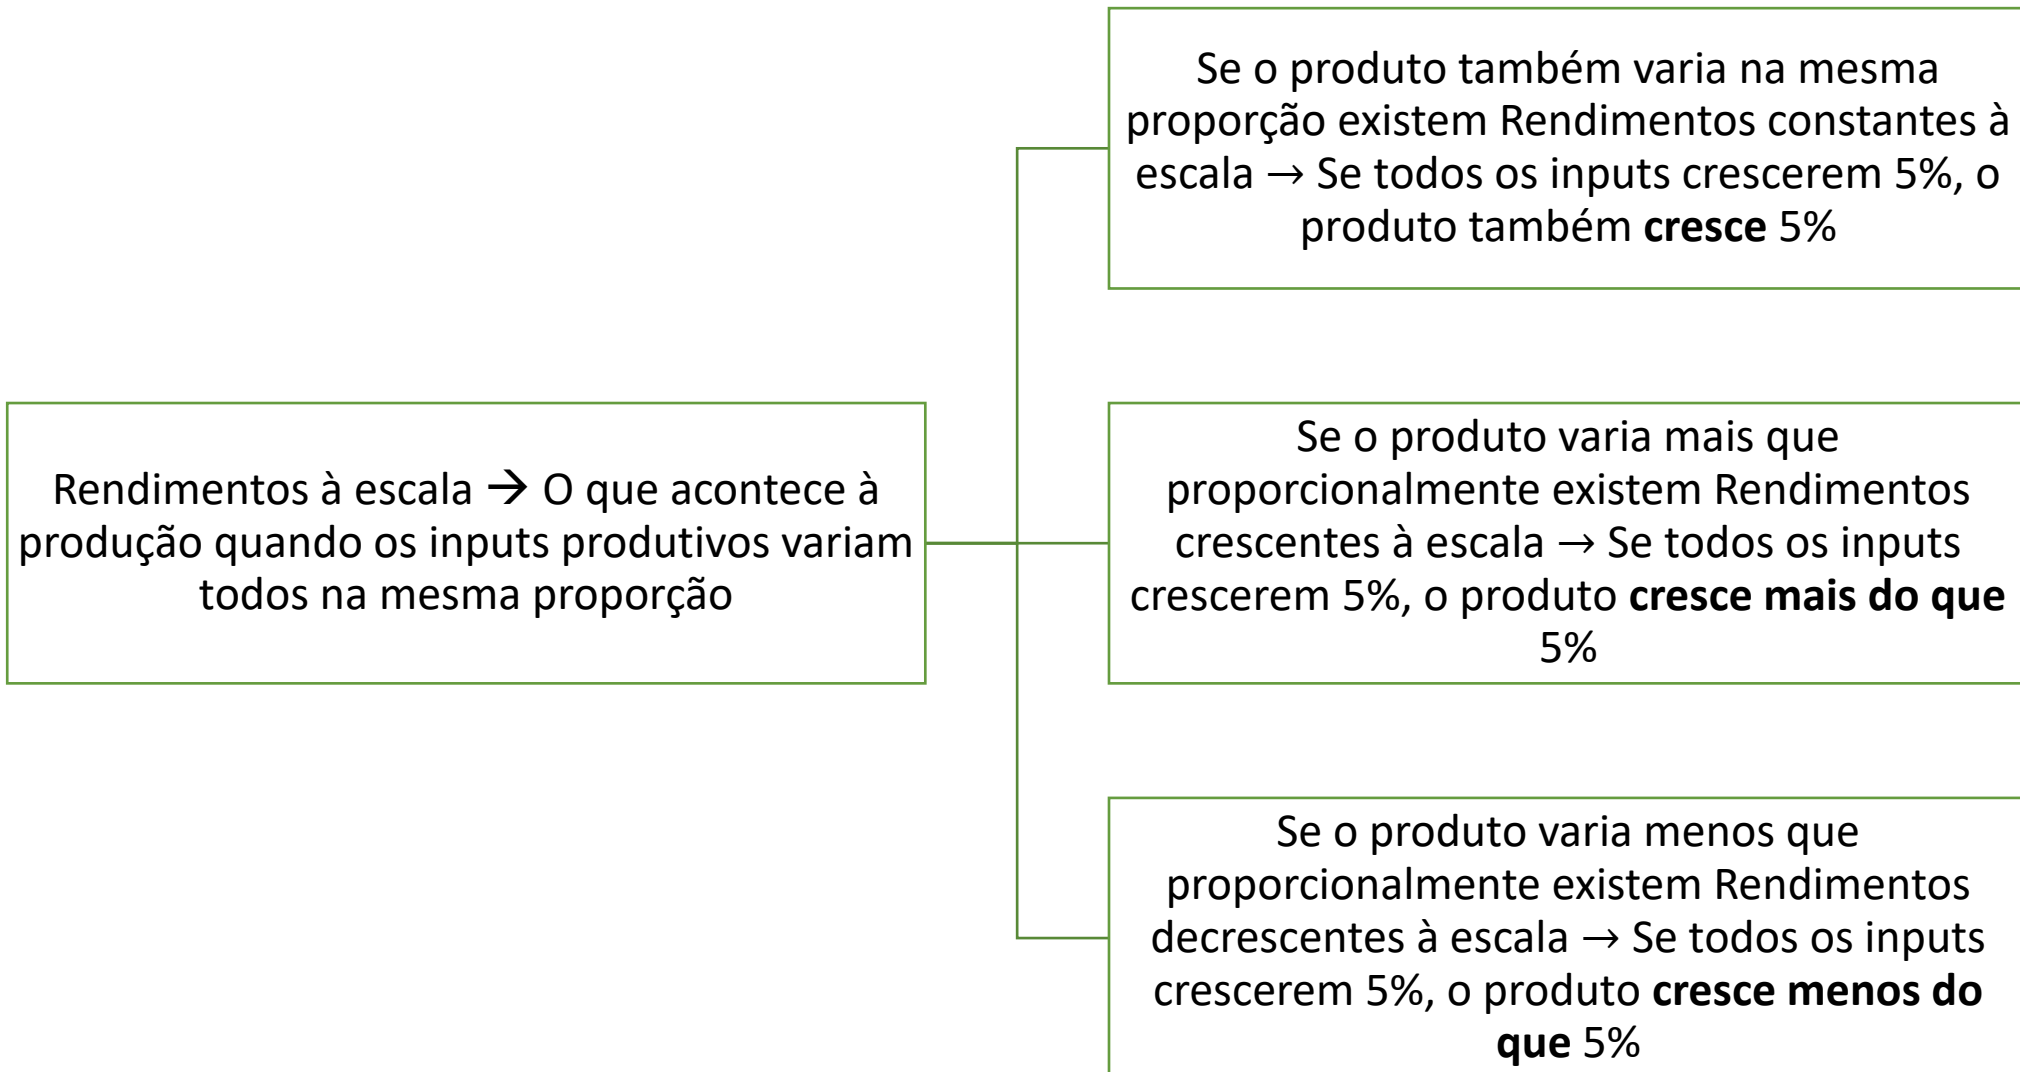 Rendimentos à escala → O que acontece à
produção quando os inputs produtivos variam
todos na mesma proporção
Se o produto também varia na mesma
proporção existem Rendimentos constantes à
escala → Se todos os inputs crescerem 5%, o
produto também cresce 5%
Se o produto varia mais que
proporcionalmente existem Rendimentos
crescentes à escala → Se todos os inputs
crescerem 5%, o produto cresce mais do que
5%
Se o produto varia menos que
proporcionalmente existem Rendimentos
decrescentes à escala → Se todos os inputs
crescerem 5%, o produto cresce menos do
que 5%